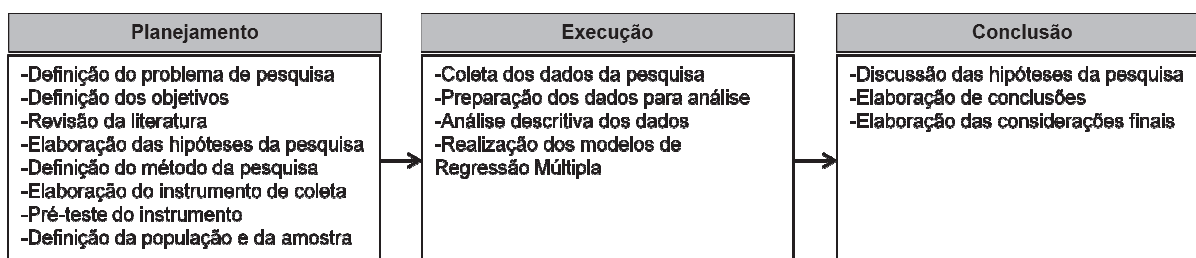 Planejamento
-Definição do problema de pesquisa
-Definição dos objetivos
-Revisão da literatura
-Elaboração das hipóteses da pesquisa
-Definição do método da pesquisa
-Elaboração do instrumento de coleta
-Pré-teste do instrumento
-Definição da população e da amostra
Execução
-Coleta dos dados da pesquisa
-Preparação dos dados para análise
-Análise descritiva dos dados
-Realização dos modelos de
Regressão Múltipla
Conclusão
-Discussão das hipóteses da pesquisa
-Elaboração de conclusões
-Elaboração das considerações finais